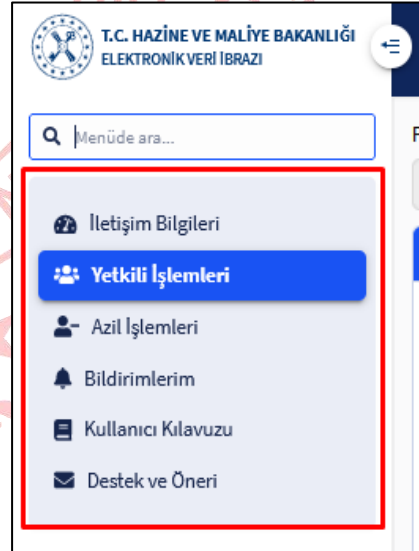 T.C. HAZİNE VE MALİYE BAKANLIĞI
ELEKTRONİK VERİ İBRAZI
Menüde ara...
İletişim Bilgileri
Yetkili İşlemleri
Azil İşlemleri
Bildirimlerim
Kullanıcı Kılavuzu
Destek ve Öneri